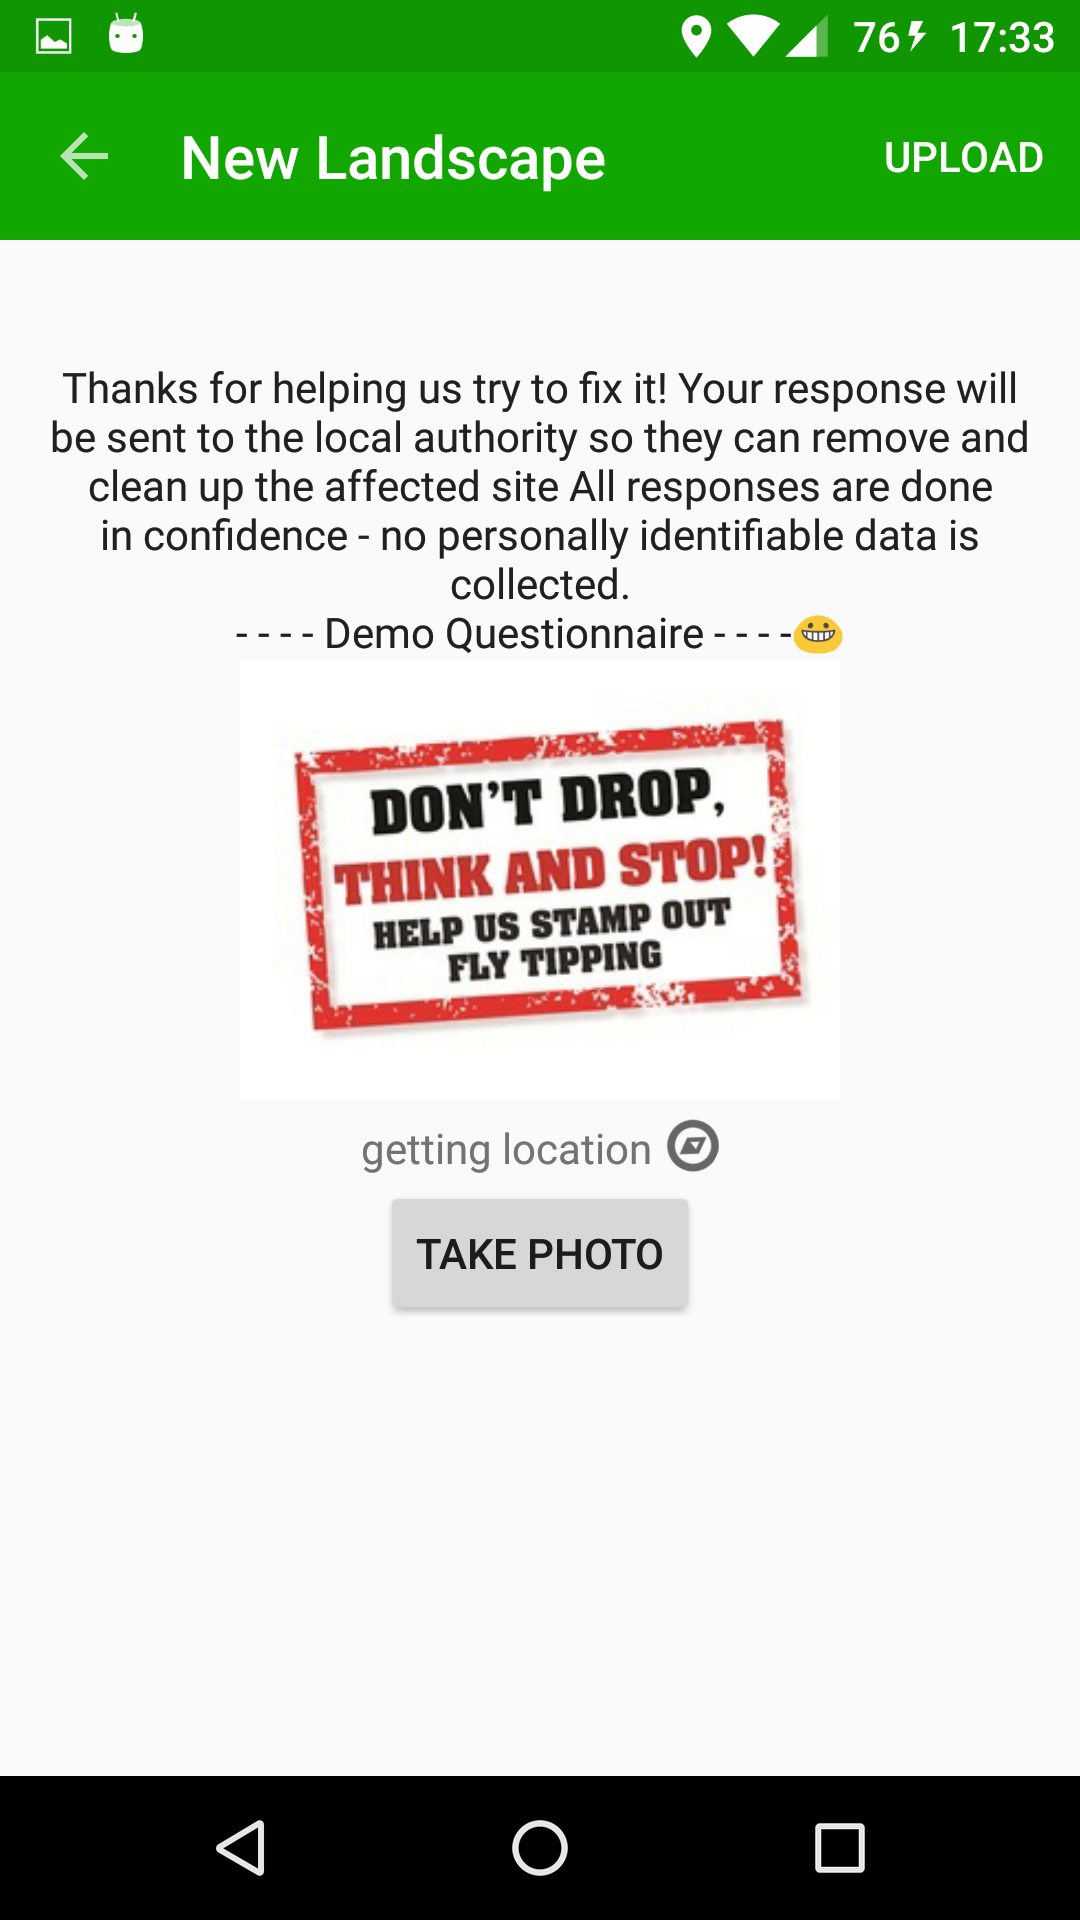 76 17:33
New Landscape UPLOAD
Thanks for helping us try to fix it! Your response will
be sent to the local authority so they can remove and
clean up the affected site All responses are done
in confidence - no personally identifiable data is
collected.
- - - - Demo Questionnaire - - - -😀
DON'T DROP,
THINK AND STOP!
HELP US STAMP OUT
FLY TIPPING
getting location
TAKE PHOTO